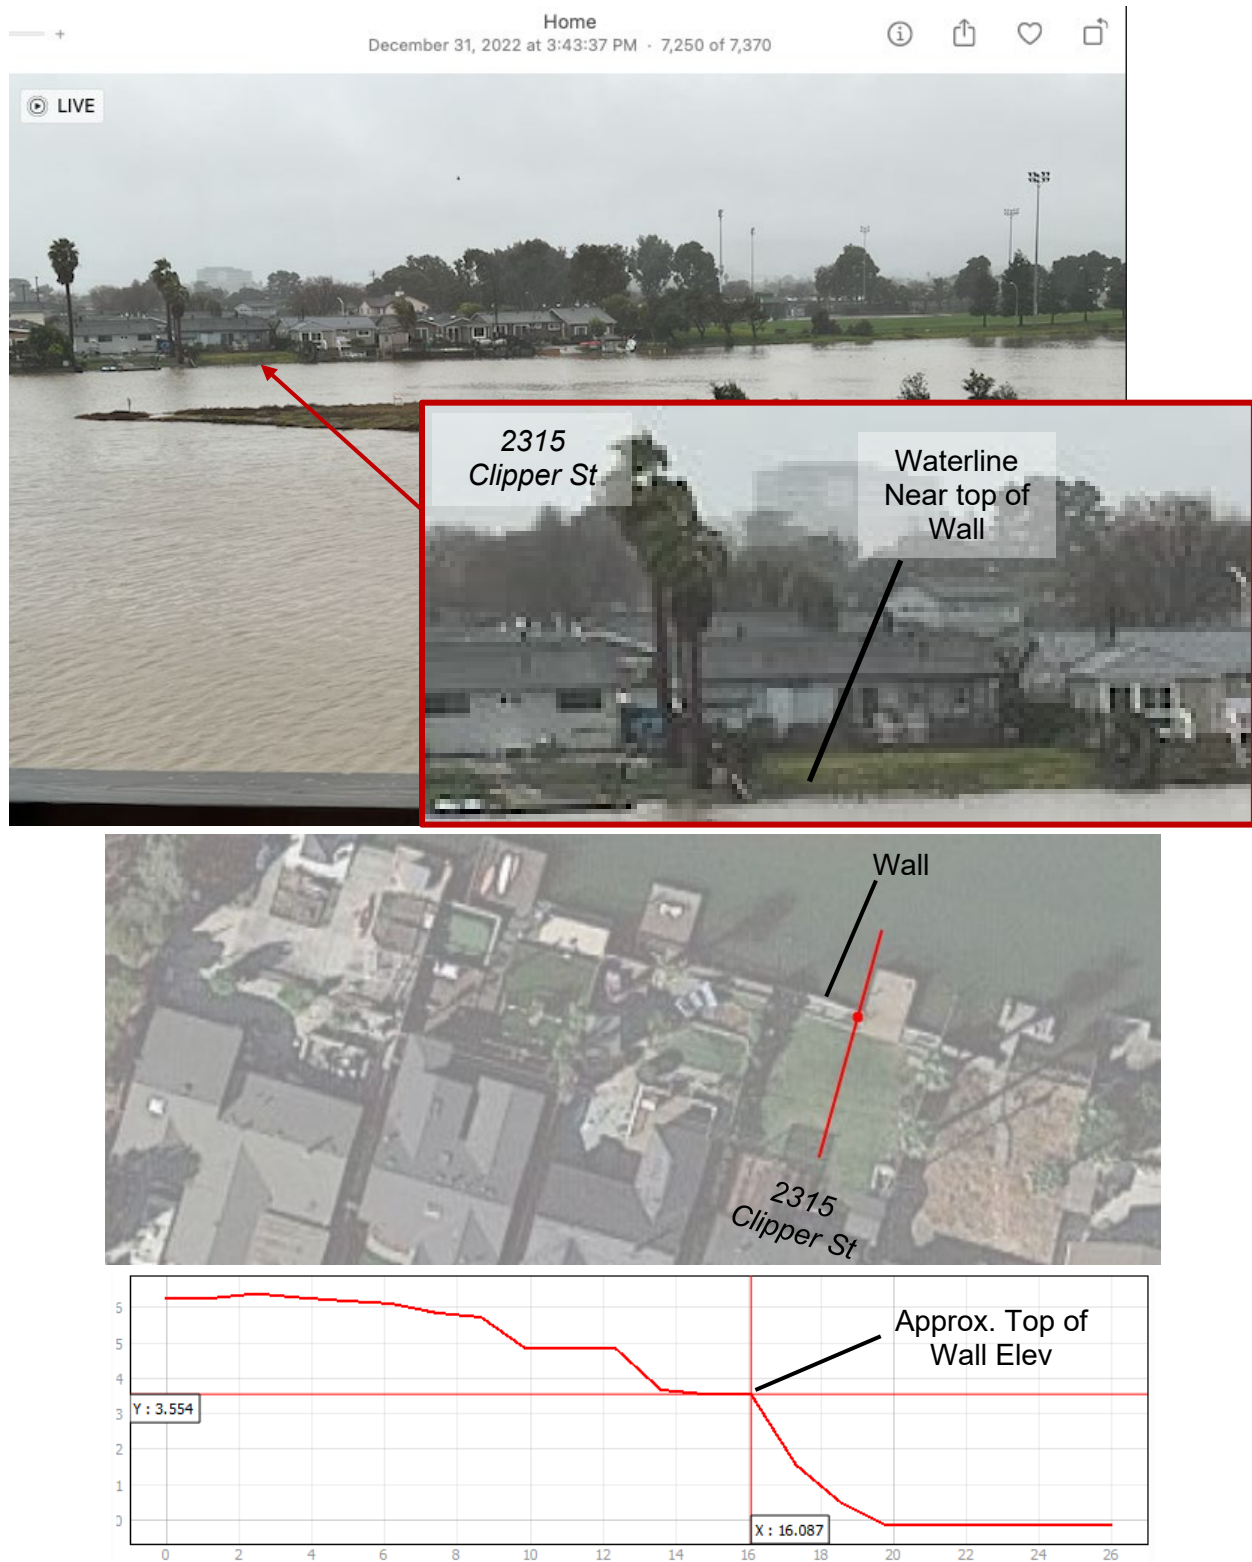 Home
+
December 31, 2022 at 3:43:37 PM · 7,250 of 7,370
LIVE
2315
Clipper St
Waterline
Near top of
Wall
Wall
2315
Clipper St
5
5
4
3
2
1
0
Approx. Top of
Wall Elev
Y : 3.554
X : 16.087
0 2 4 6 8 10 12 14 16 18 20 22 24 26